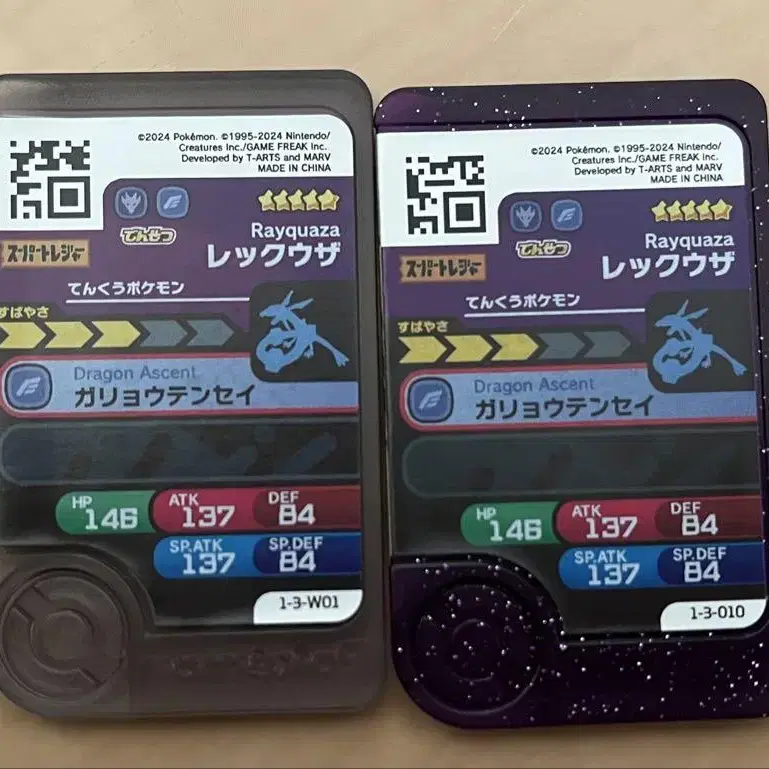 ©2024 Pokémon. ©1995-2024 Nintendo/
Creatures Inc./GAME FREAK Inc.
Developed by T-ARTS and MARV
MADE IN CHINA
Rayquaza
でんせつ
スーパートレジャー
レックウザ
てんくうポケモン
すばやさ
Dragon Ascent
ガリョウテンセイ
HP
146
ATK
137
DEF
84
SP.ATK
137
SP.DEF
84
1-3-W01
©2024 Pokémon. ©1995-2024 Nintendo/
Creatures Inc./GAME FREAK Inc.
Developed by T-ARTS and MARV
MADE IN CHINA
Rayquaza
でんせつ
スーパートレジャー
レックウザ
てんくうポケモン
すばやさ
Dragon Ascent
ガリョウテンセイ
HP
146
ATK
137
DEF
84
SP.ATK
137
SP.DEF
84
1-3-010